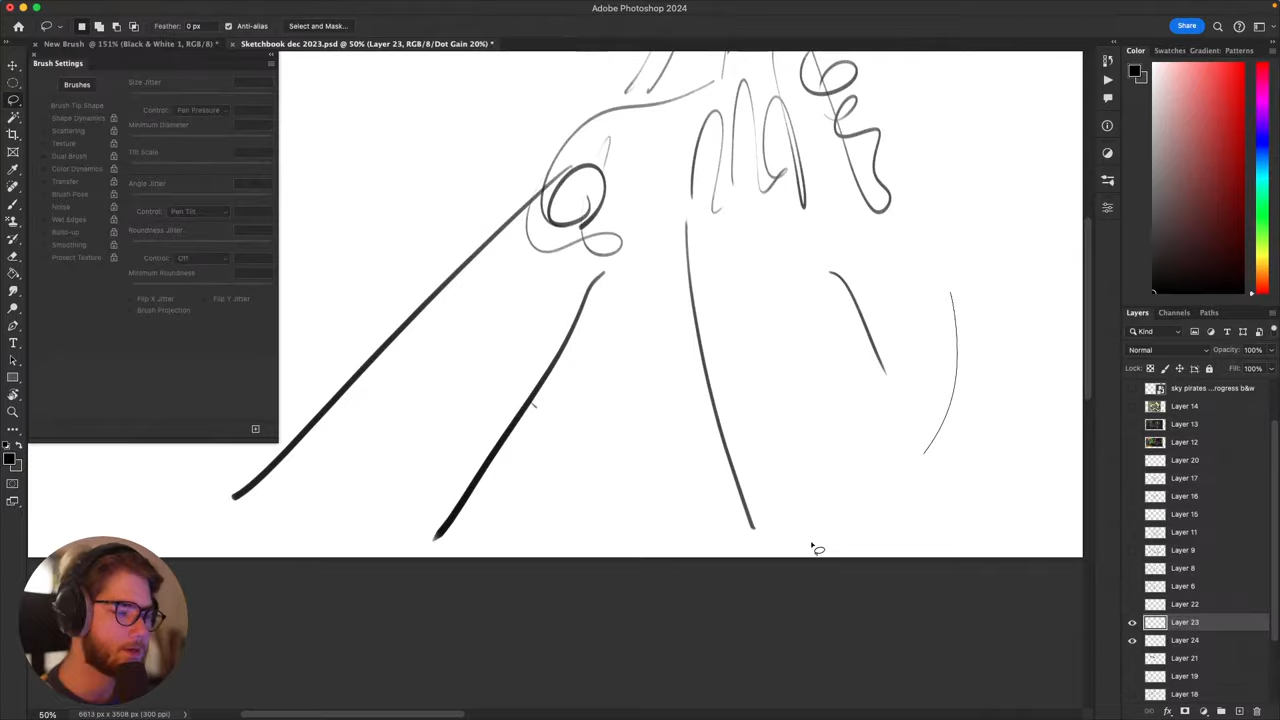 Adobe Photoshop 2024
Feather: 0 px Anti-alias Select and Mask... Share
New Brush @ 151% (Black & White 1, RGB/8) * Sketchbook dec 2023.psd @ 50% (Layer 23, RGB/8/Dot Gain 20%) *
Brush Settings
Brushes
Brush Tip Shape
Shape Dynamics
Scattering
Texture
Dual Brush
Color Dynamics
Transfer
Brush Pose
Noise
Wet Edges
Build-up
Smoothing
Protect Texture
Size Jitter
Control: Pen Pressure
Minimum Diameter
Tilt Scale
Angle Jitter
Control: Pen Tilt
Roundness Jitter
Control: Off
Minimum Roundness
Flip X Jitter Flip Y Jitter
Brush Projection
Color Swatches Gradient: Patterns
Layers Channels Paths
Kind
Normal Opacity: 100%
Lock: Fill: 100%
sky pirates ...rogress b&w
Layer 14
Layer 13
Layer 12
Layer 20
Layer 17
Layer 16
Layer 15
Layer 11
Layer 9
Layer 8
Layer 6
Layer 22
Layer 23
Layer 24
Layer 21
Layer 19
Layer 18
50% 6613 px x 3508 px (300 ppi)